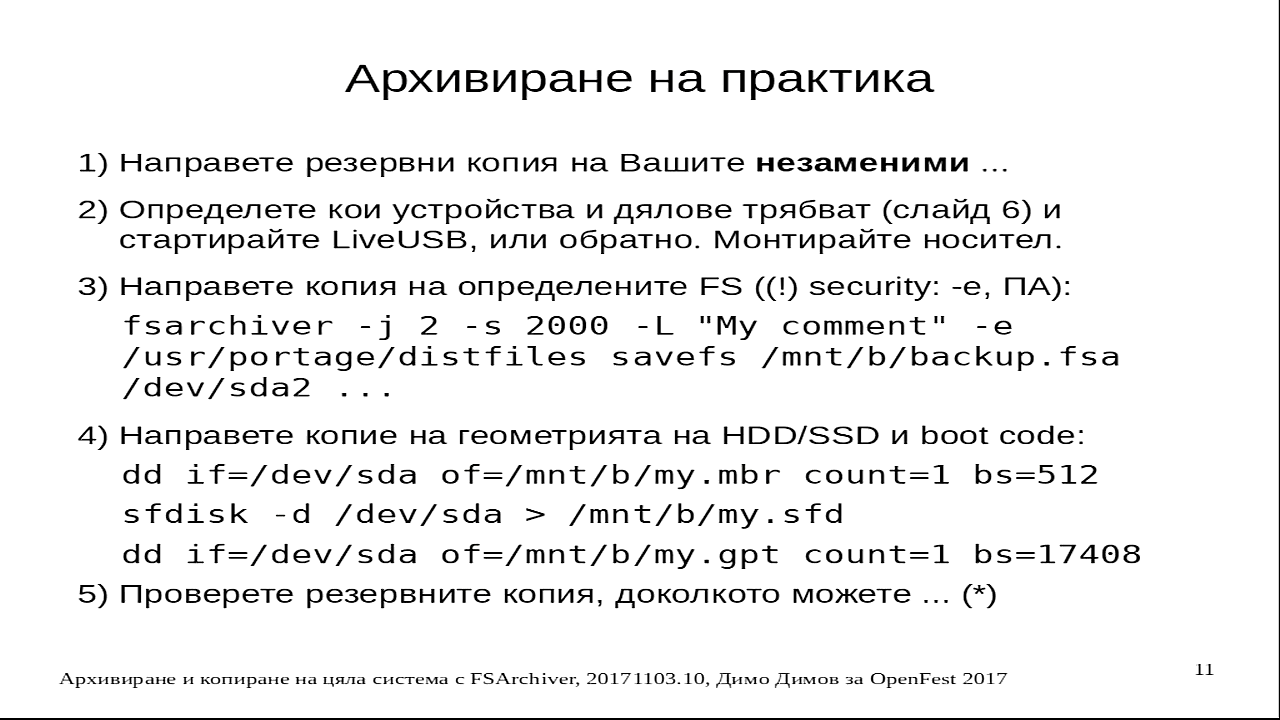 Архивиране на практика
1) Направете резервни копия на Вашите незаменими ...
2) Определете кои устройства и дялове трябват (слайд 6) и
стартирайте LiveUSB, или обратно. Монтирайте носител.
3) Направете копия на определените FS ((!) security: -e, ПА):
fsarchiver -j 2 -s 2000 -L "My comment" -e
/usr/portage/distfiles savefs /mnt/b/backup.fsa
/dev/sda2 ...
4) Направете копие на геометрията на HDD/SSD и boot code:
dd if=/dev/sda of=/mnt/b/my.mbr count=1 bs=512
sfdisk -d /dev/sda > /mnt/b/my.sfd
dd if=/dev/sda of=/mnt/b/my.gpt count=1 bs=17408
5) Проверете резервните копия, доколкото можете ... (*)
Архивиране и копиране на цяла система с FSArchiver, 20171103.10, Димо Димов за OpenFest 2017
11